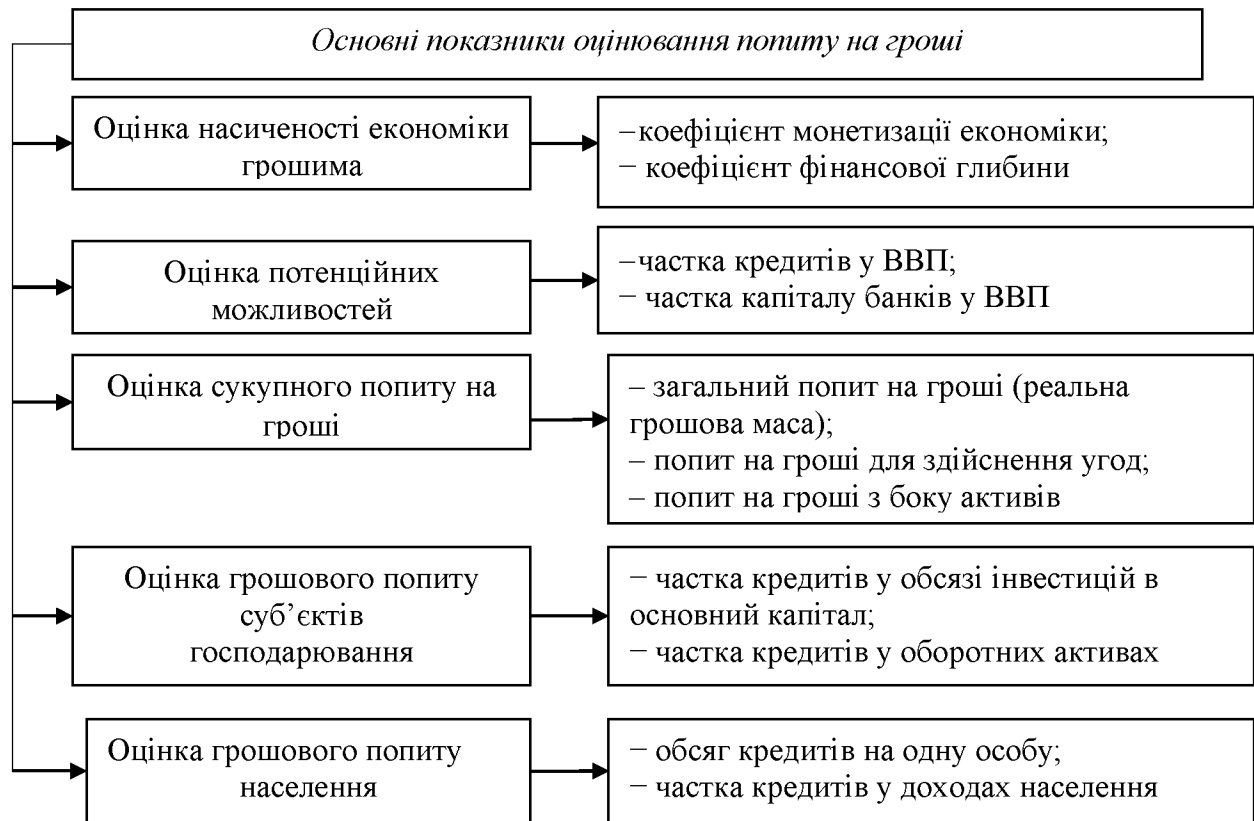 Основні показники оцінювання попиту на гроші
Оцінка насиченості економіки
грошима
–коефіцієнт монетизації економіки;
− коефіцієнт фінансової глибини
Оцінка потенційних
можливостей
–частка кредитів у ВВП;
− частка капіталу банків у ВВП
Оцінка сукупного попиту на
гроші
– загальний попит на гроші (реальна
грошова маса);
– попит на гроші для здійснення угод;
– попит на гроші з боку активів
Оцінка грошового попиту
суб’єктів
господарювання
− частка кредитів у обсязі інвестицій в
основний капітал;
− частка кредитів у оборотних активах
Оцінка грошового попиту
населення
− обсяг кредитів на одну особу;
− частка кредитів у доходах населення